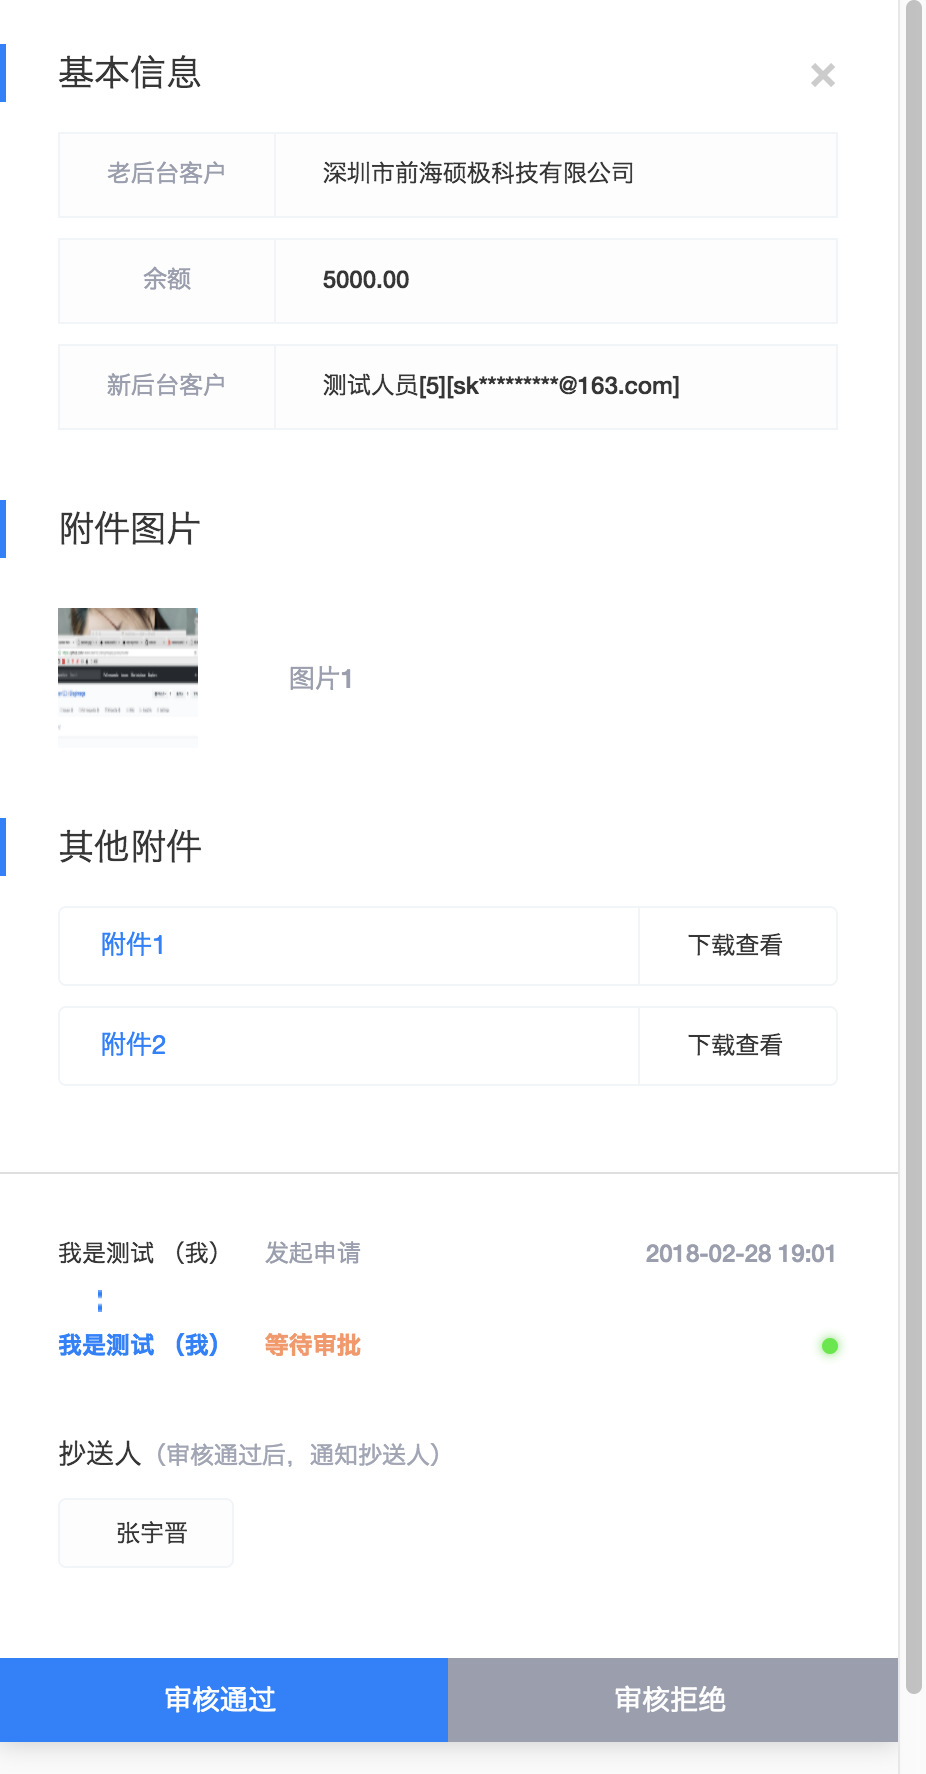 基本信息
老后台客户 深圳市前海硕极科技有限公司
余额 5000.00
新后台客户 测试人员[5][sk*********@163.com]
附件图片
图片1
其他附件
附件1 下载查看
附件2 下载查看
我是测试 （我） 发起申请 2018-02-28 19:01
我是测试 （我） 等待审批
抄送人（审核通过后，通知抄送人）
张宇晋
审核通过 审核拒绝